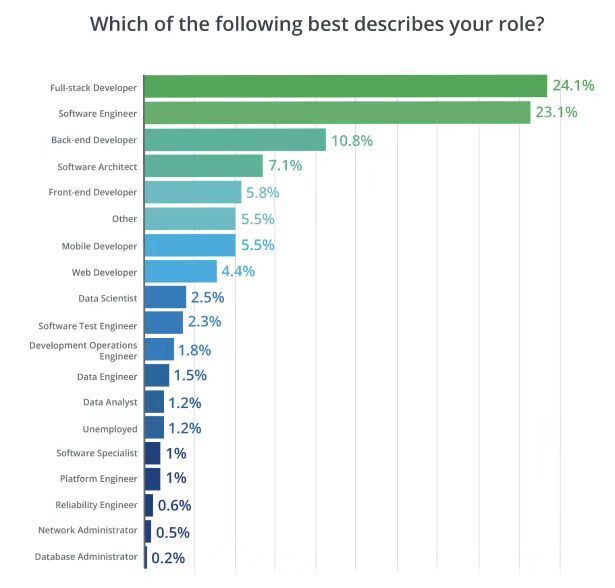 Which of the following best describes your role?
Full-stack Developer 24.1%
Software Engineer 23.1%
Back-end Developer 10.8%
Software Architect 7.1%
Front-end Developer 5.8%
Other 5.5%
Mobile Developer 5.5%
Web Developer 4.4%
Data Scientist 2.5%
Software Test Engineer 2.3%
Development Operations
Engineer 1.8%
Data Engineer 1.5%
Data Analyst 1.2%
Unemployed 1.2%
Software Specialist 1%
Platform Engineer 1%
Reliability Engineer 0.6%
Network Administrator 0.5%
Database Administrator 0.2%